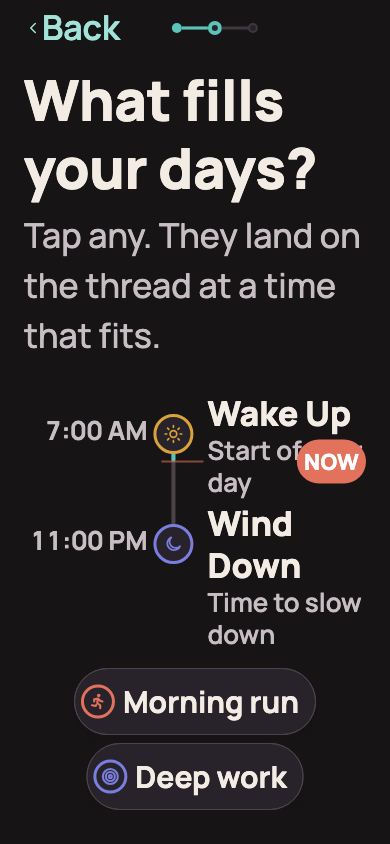 Back
What fills
your days?
Tap any. They land on
the thread at a time
that fits.
7:00 AM
Wake Up
Start of
day
NOW
11:00 PM
Wind
Down
Time to slow
down
Morning run
Deep work